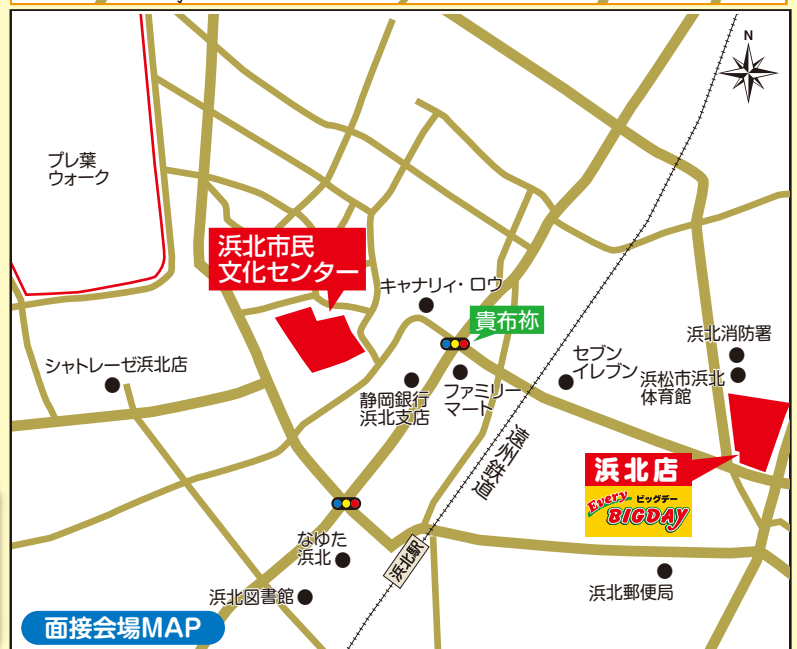 N
プレ葉
ウォーク
浜北市民
文化センター
キャナリィ・ロウ
貴布祢
浜北消防署
シャトレーゼ浜北店
静岡銀行
浜北支店
ファミリー
マート
セブン
イレブン
浜松市浜北
体育館
遠州鉄道
浜北店
Every ビッグデー
BIGDAY
なゆた
浜北
浜北駅
浜北図書館
浜北郵便局
面接会場MAP